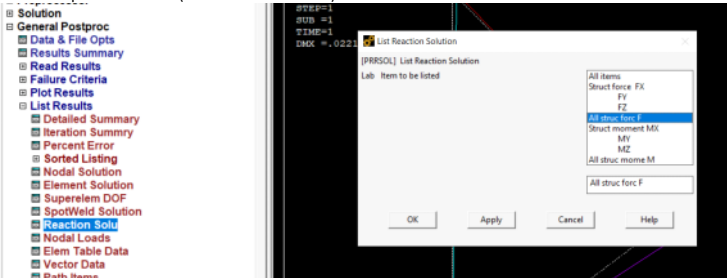 Solution
General Postproc
Data & File Opts
Results Summary
Read Results
Failure Criteria
Plot Results
List Results
Detailed Summary
Iteration Summry
Percent Error
Sorted Listing
Nodal Solution
Element Solution
Superelem DOF
SpotWeld Solution
Reaction Solu
Nodal Loads
Elem Table Data
Vector Data
Path Items
STEP=1
SUB =1
TIME=1
DMX =.0221
List Reaction Solution
[PRRSOL] List Reaction Solution
Lab Item to be listed
All items
Struct force FX
FY
FZ
All struc forc F
Struct moment MX
MY
MZ
All struc mome M
All struc forc F
OK
Apply
Cancel
Help